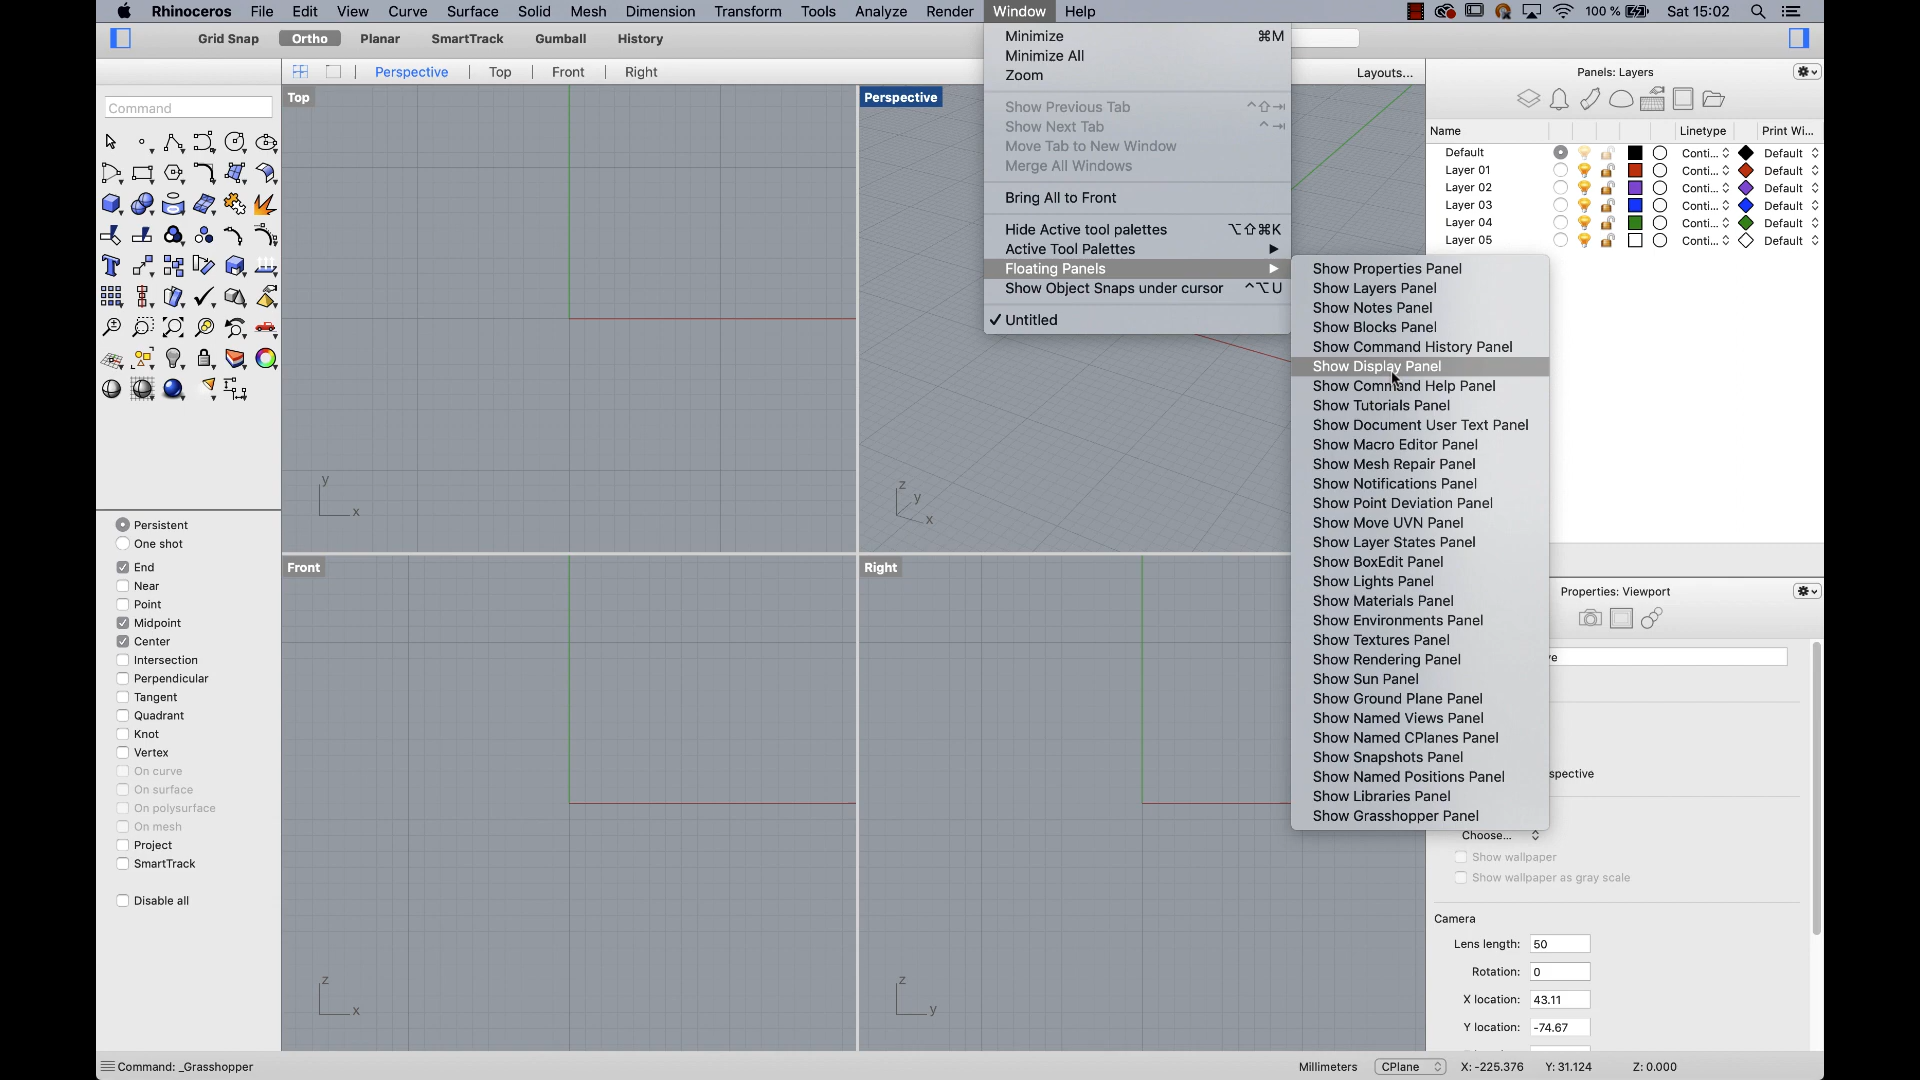 Rhinoceros File Edit View Curve Surface Solid Mesh Dimension Transform Tools Analyze Render Window Help 100 % Sat 15:02
Grid Snap Ortho Planar SmartTrack Gumball History
Perspective Top Front Right Layouts...
Command
Top
Perspective
Front
Right
y
x
z
y
x
z
x
z
y
Minimize ⌘M
Minimize All
Zoom
Show Previous Tab ⌃⇧⇥
Show Next Tab ⌃⇥
Move Tab to New Window
Merge All Windows
Bring All to Front
Hide Active tool palettes ⌥⇧⌘K
Active Tool Palettes
Floating Panels
Show Object Snaps under cursor ⌃⌥U
✓ Untitled
Show Properties Panel
Show Layers Panel
Show Notes Panel
Show Blocks Panel
Show Command History Panel
Show Display Panel
Show Command Help Panel
Show Tutorials Panel
Show Document User Text Panel
Show Macro Editor Panel
Show Mesh Repair Panel
Show Notifications Panel
Show Point Deviation Panel
Show Move UVN Panel
Show Layer States Panel
Show BoxEdit Panel
Show Lights Panel
Show Materials Panel
Show Environments Panel
Show Textures Panel
Show Rendering Panel
Show Sun Panel
Show Ground Plane Panel
Show Named Views Panel
Show Named CPlanes Panel
Show Snapshots Panel
Show Named Positions Panel
Show Libraries Panel
Show Grasshopper Panel
Panels: Layers
Name Linetype Print Wi...
Default Conti... Default
Layer 01 Conti... Default
Layer 02 Conti... Default
Layer 03 Conti... Default
Layer 04 Conti... Default
Layer 05 Conti... Default
Properties: Viewport
ve
spective
Choose...
Show wallpaper
Show wallpaper as gray scale
Camera
Lens length: 50
Rotation: 0
X location: 43.11
Y location: -74.67
Persistent
One shot
End
Near
Point
Midpoint
Center
Intersection
Perpendicular
Tangent
Quadrant
Knot
Vertex
On curve
On surface
On polysurface
On mesh
Project
SmartTrack
Disable all
Command: _Grasshopper
Millimeters CPlane X: -225.376 Y: 31.124 Z: 0.000